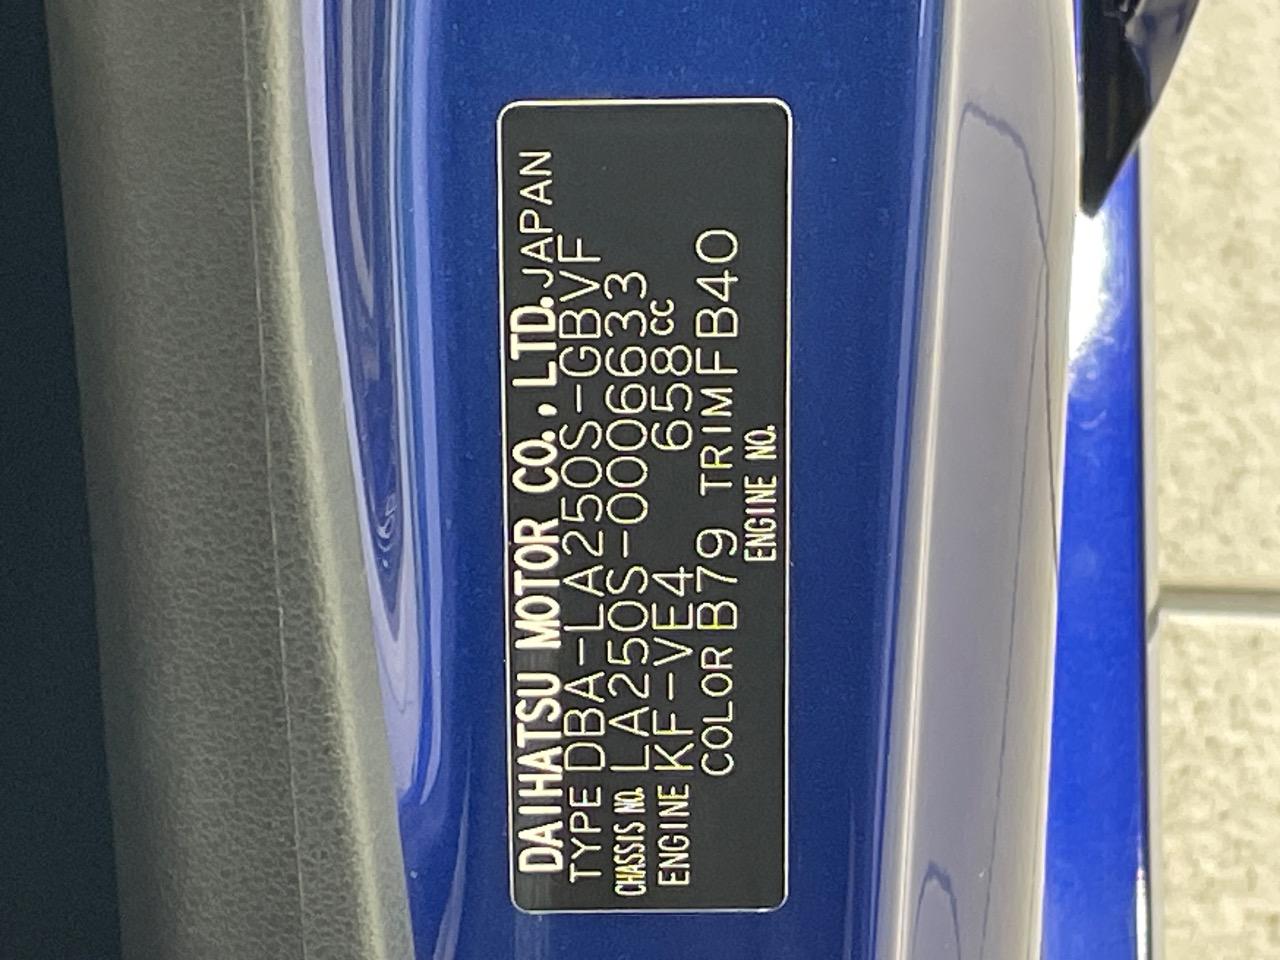 DAIHATSU MOTOR CO.,LTD.JAPAN
TYPE DBA-LA250S-GBVF
CHASSIS NO. LA250S-0006633
ENGINE KF-VE4 658cc
COLOR B79 TRIM FB40
ENGINE NO.